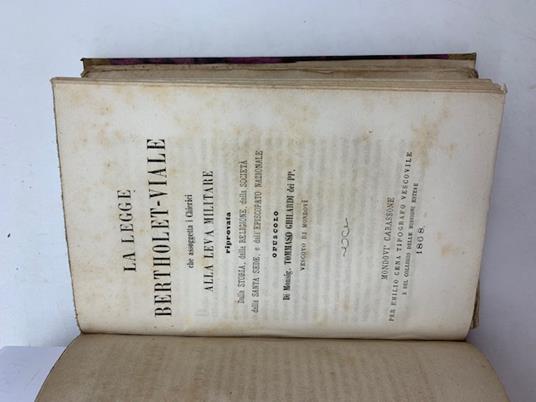 LA LEGGE
BERTHOLET-VIALE
che assoggetta i Chierici
ALLA LEVA MILITARE
riprovata
Dalla STORIA, dalla RELIGIONE, dalla SOCIETÀ
dalla SANTA SEDE, e dall'EPISCOPATO NAZIONALE
OPUSCOLO
Di Monsig. TOMMASO GHILARDI dei PP.
VESCOVO DI MONDOVÌ
MONDOVI' CARASSONE
PER EMILIO CENA TIPOGRAFO VESCOVILE
E DEL COLLEGIO DELLE MISSIONI ESTERE
1868.